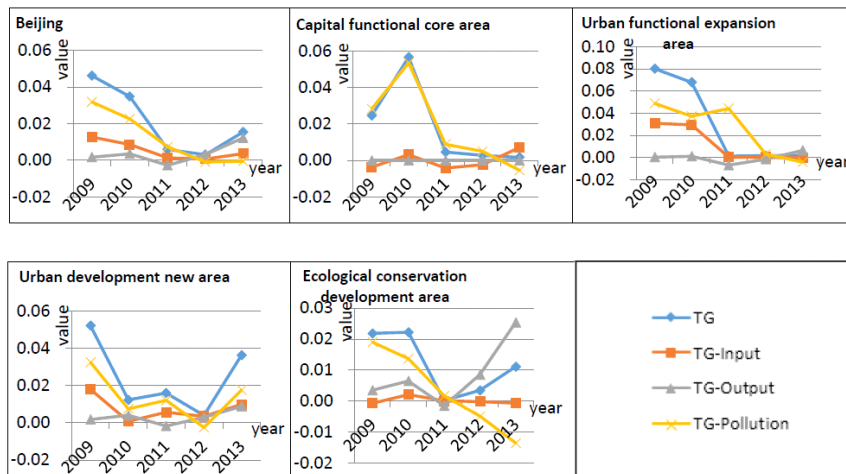 Beijing
value
0.06
0.04
0.02
0.00
-0.02
2009
2010
2011
2012
2013
year
Capital functional core area
value
0.06
0.04
0.02
0.00
-0.02
2009
2010
2011
2012
2013
year
Urban functional expansion
area
value
0.10
0.08
0.06
0.04
0.02
0.00
-0.02
2009
2010
2011
2012
2013
year
Urban development new area
value
0.06
0.04
0.02
0.00
-0.02
2009
2010
2011
2012
2013
year
Ecological conservation
development area
value
0.03
0.02
0.01
0.00
-0.01
-0.02
2009
2010
2011
2012
2013
year
TG
TG-Input
TG-Output
TG-Pollution